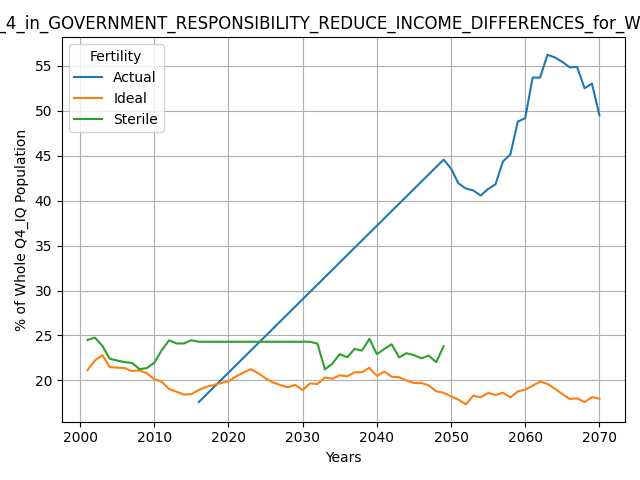 _4_in_GOVERNMENT_RESPONSIBILITY_REDUCE_INCOME_DIFFERENCES_for_W
Fertility
Actual
Ideal
Sterile
% of Whole Q4_IQ Population
55
50
45
40
35
30
25
20
2000 2010 2020 2030 2040 2050 2060 2070
Years